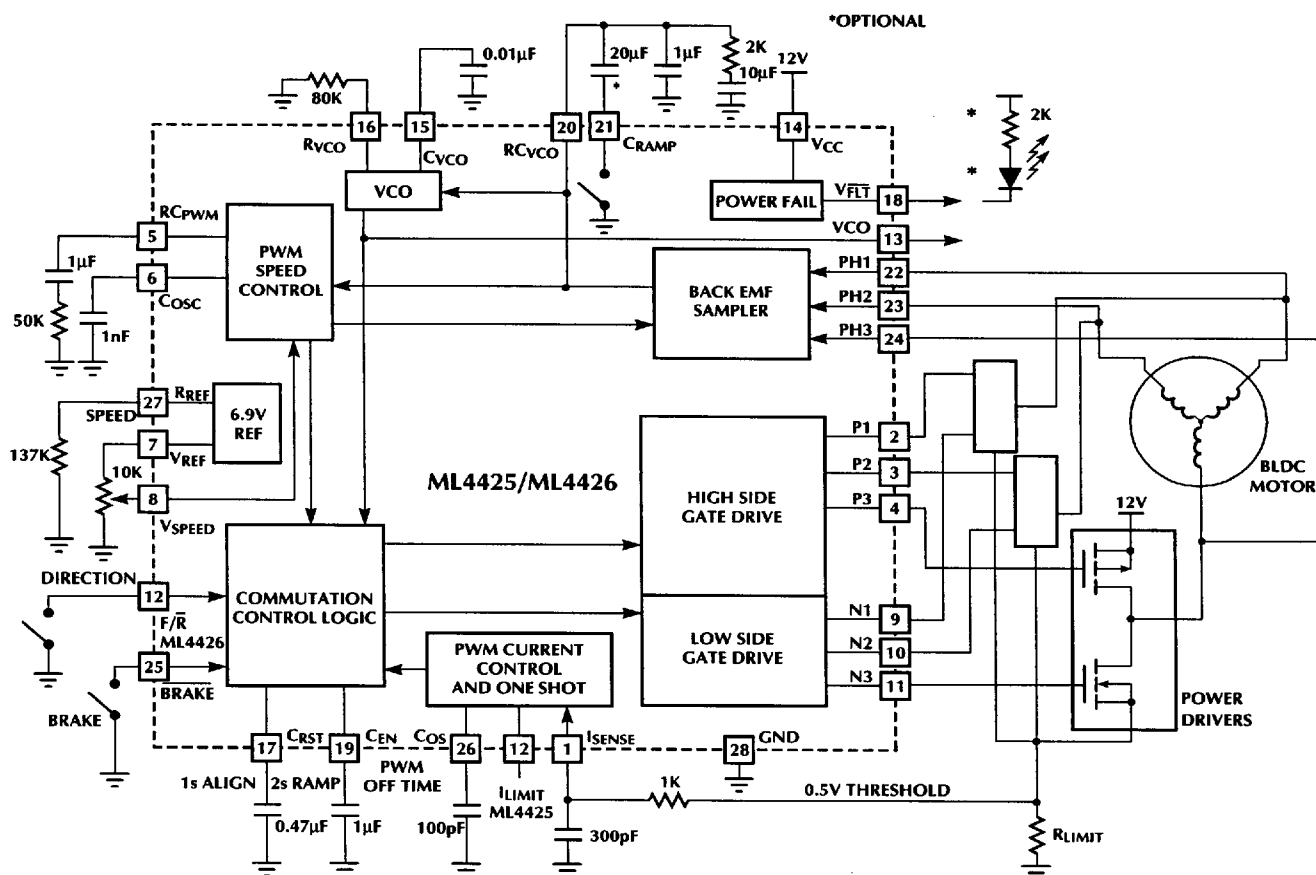 *OPTIONAL
0.01µF
20µF
*
1µF
2K
10µF
12V
80K
16
15
20
21
14
RVCO
CVCO
RCVCO
CRAMP
VCC
*
2K
*
VCO
POWER FAIL
VFLT
18
VCO
13
RCPWM
5
PWM
SPEED
CONTROL
BACK EMF
SAMPLER
PH1
22
PH2
23
PH3
24
1µF
6
COSC
50K
1nF
RREF
SPEED
27
6.9V
REF
137K
7
VREF
10K
8
VSPEED
ML4425/ML4426
HIGH SIDE
GATE DRIVE
P1
2
P2
3
P3
4
BLDC
MOTOR
12V
DIRECTION
12
F/R
ML4426
COMMUTATION
CONTROL LOGIC
25
BRAKE
BRAKE
PWM CURRENT
CONTROL
AND ONE SHOT
LOW SIDE
GATE DRIVE
N1
9
N2
10
N3
11
POWER
DRIVERS
CRST
CEN
COS
ISENSE
GND
17
19
26
12
1
28
1s ALIGN
2s RAMP
PWM
OFF TIME
ILIMIT
ML4425
1K
0.5V THRESHOLD
0.47µF
1µF
100pF
300pF
RLIMIT